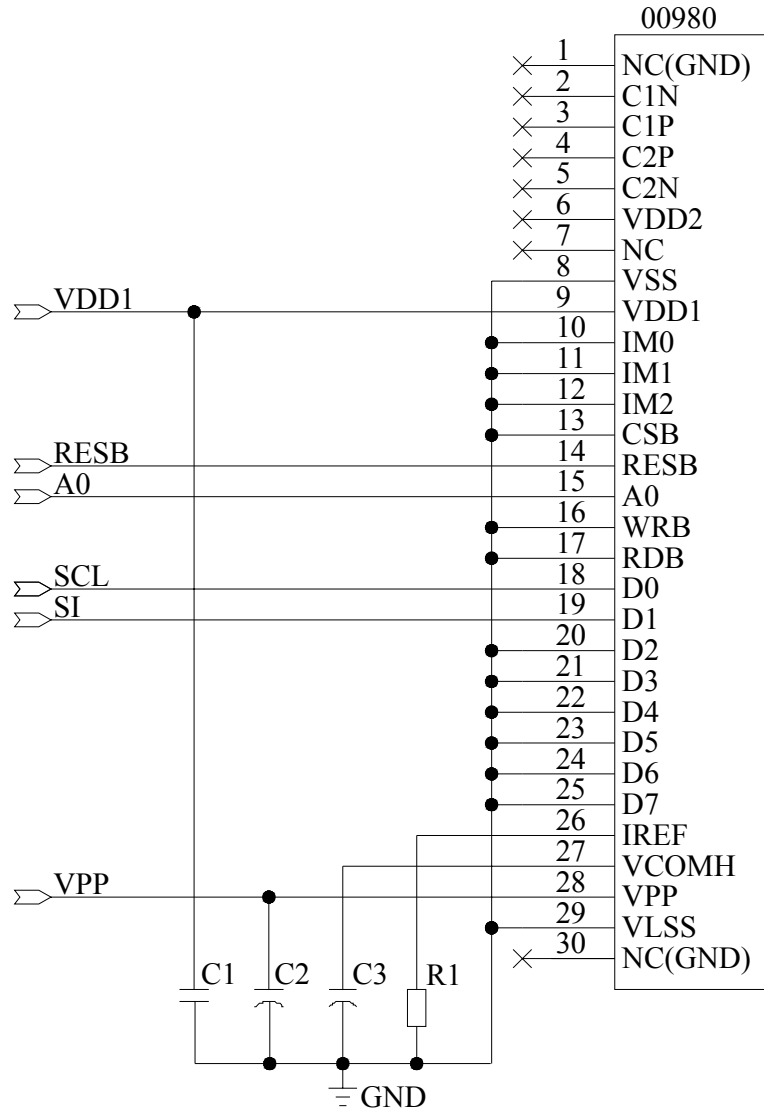 00980
1 NC(GND)
2 C1N
3 C1P
4 C2P
5 C2N
6 VDD2
7 NC
8 VSS
VDD1 9 VDD1
10 IM0
11 IM1
12 IM2
13 CSB
RESB 14 RESB
A0 15 A0
16 WRB
17 RDB
SCL 18 D0
SI 19 D1
20 D2
21 D3
22 D4
23 D5
24 D6
25 D7
26 IREF
27 VCOMH
VPP 28 VPP
29 VLSS
30 NC(GND)
C1 C2 C3 R1
GND